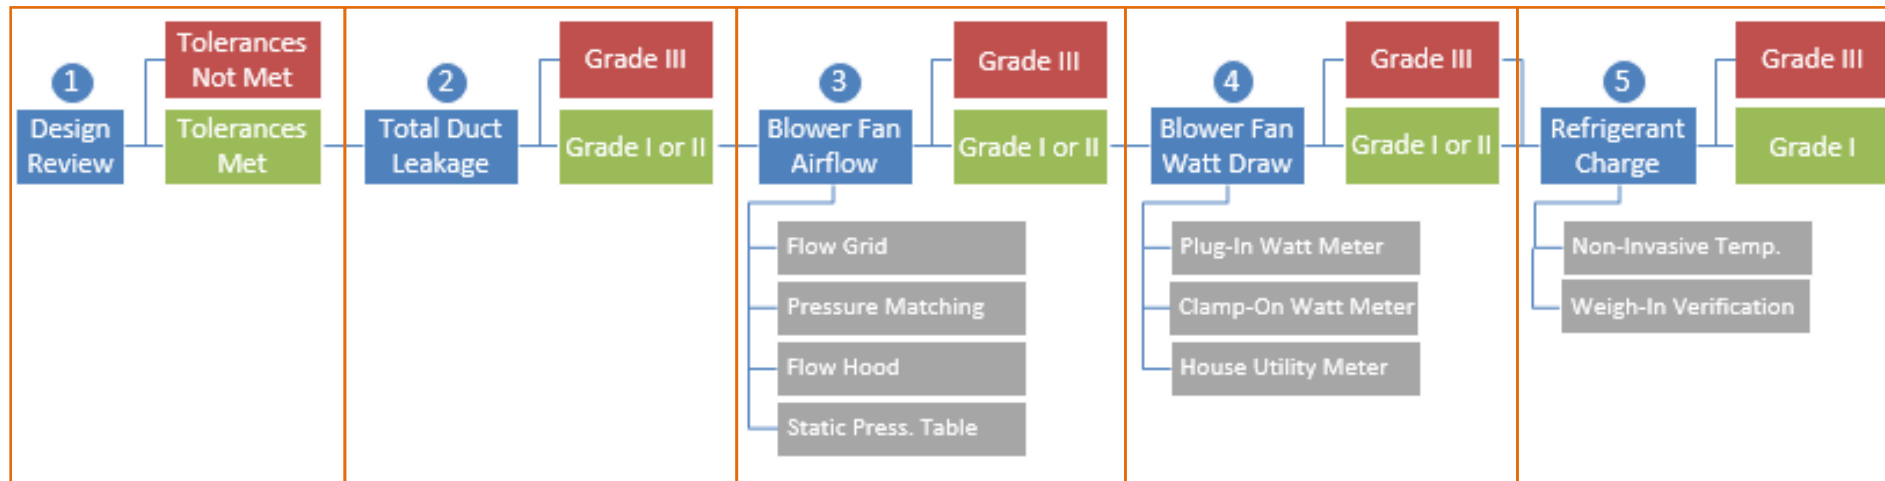 1
Design
Review
Tolerances
Not Met
Tolerances
Met
2
Total Duct
Leakage
Grade III
Grade I or II
3
Blower Fan
Airflow
Grade III
Grade I or II
Flow Grid
Pressure Matching
Flow Hood
Static Press. Table
4
Blower Fan
Watt Draw
Grade III
Grade I or II
Plug-In Watt Meter
Clamp-On Watt Meter
House Utility Meter
5
Refrigerant
Charge
Grade III
Grade I
Non-Invasive Temp.
Weigh-In Verification